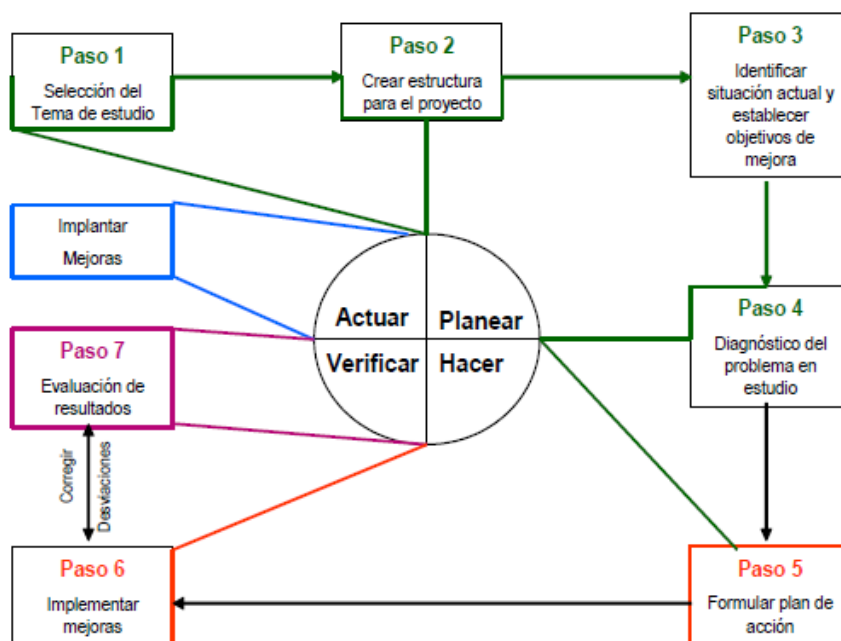 Paso 1
Selección del
Tema de estudio
Paso 2
Crear estructura
para el proyecto
Paso 3
Identificar
situación actual y
establecer
objetivos de
mejora
Implantar
Mejoras
Actuar
Planear
Verificar
Hacer
Paso 4
Diagnóstico del
problema en
estudio
Paso 7
Evaluación de
resultados
Corregir
Desviaciones
Paso 6
Implementar
mejoras
Paso 5
Formular plan de
acción